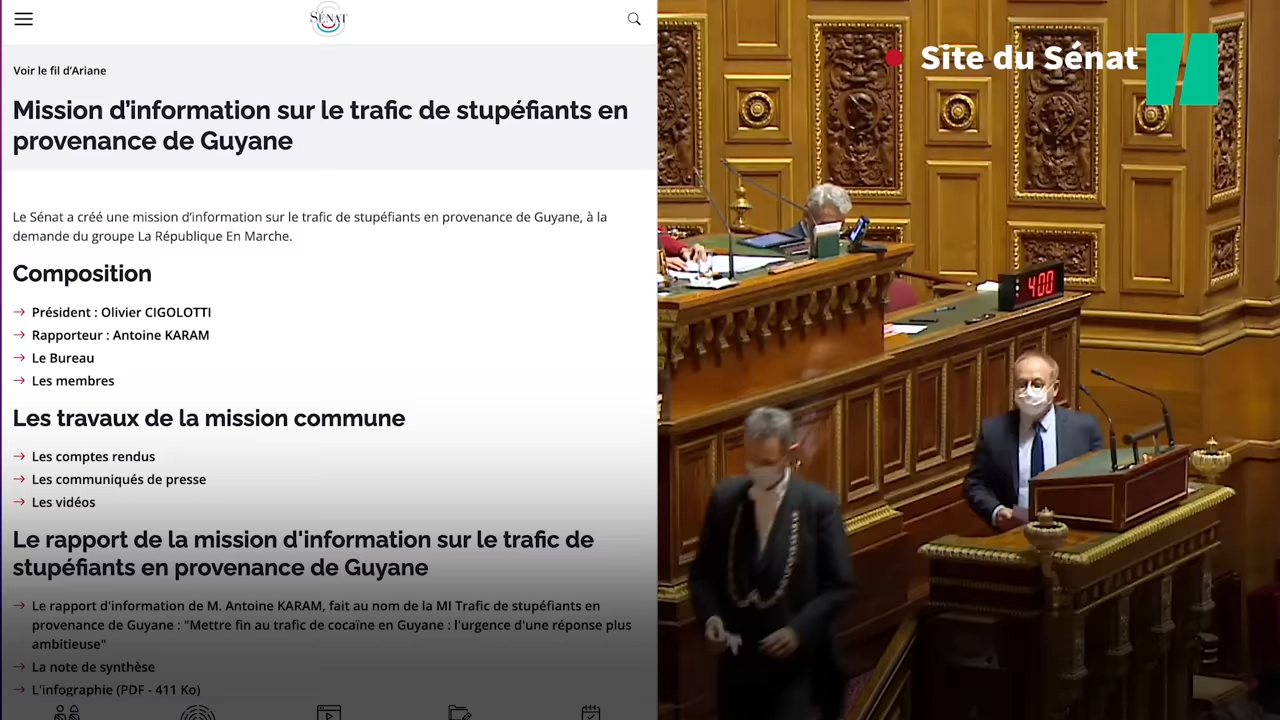 SÉNAT
Voir le fil d’Ariane
Mission d’information sur le trafic de stupéfiants en
provenance de Guyane
Le Sénat a créé une mission d’information sur le trafic de stupéfiants en provenance de Guyane, à la
demande du groupe La République En Marche.
Composition
Président : Olivier CIGOLOTTI
Rapporteur : Antoine KARAM
Le Bureau
Les membres
Les travaux de la mission commune
Les comptes rendus
Les communiqués de presse
Les vidéos
Le rapport de la mission d'information sur le trafic de
stupéfiants en provenance de Guyane
Le rapport d'information de M. Antoine KARAM, fait au nom de la MI Trafic de stupéfiants en
provenance de Guyane : "Mettre fin au trafic de cocaïne en Guyane : l'urgence d'une réponse plus
ambitieuse"
La note de synthèse
L'infographie (PDF - 411 Ko)
Site du Sénat
400